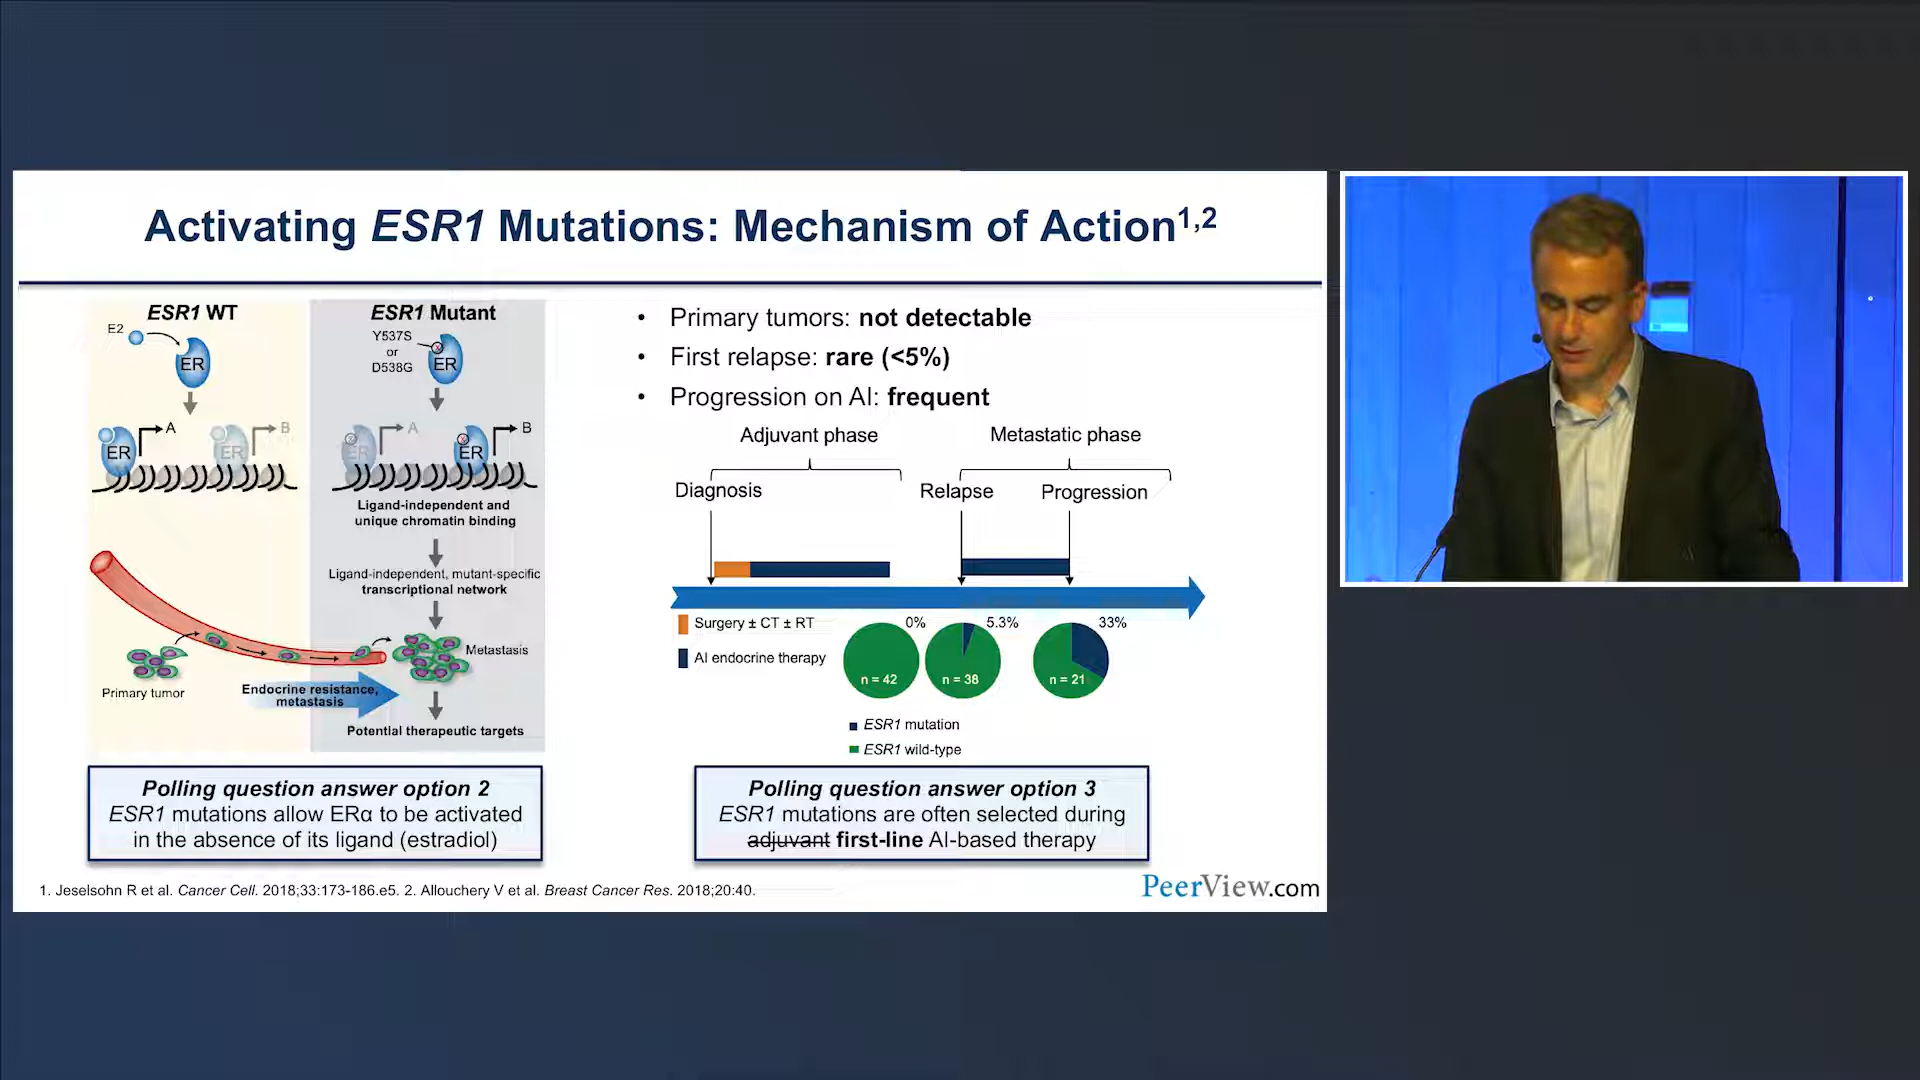 Activating ESR1 Mutations: Mechanism of Action1,2
ESR1 WT
E2
ER
A
B
ER
ER
Primary tumor
Endocrine resistance,
metastasis
ESR1 Mutant
Y537S
or
D538G
x
ER
A
B
x
ER
x
ER
Ligand-independent and
unique chromatin binding
Ligand-independent, mutant-specific
transcriptional network
Metastasis
Potential therapeutic targets
• Primary tumors: not detectable
• First relapse: rare (<5%)
• Progression on AI: frequent
Adjuvant phase
Metastatic phase
Diagnosis
Relapse
Progression
Surgery ± CT ± RT
AI endocrine therapy
0%
5.3%
33%
n = 42
n = 38
n = 21
ESR1 mutation
ESR1 wild-type
Polling question answer option 2
ESR1 mutations allow ERα to be activated
in the absence of its ligand (estradiol)
Polling question answer option 3
ESR1 mutations are often selected during
adjuvant first-line AI-based therapy
1. Jeselsohn R et al. Cancer Cell. 2018;33:173-186.e5. 2. Allouchery V et al. Breast Cancer Res. 2018;20:40.
PeerView.com